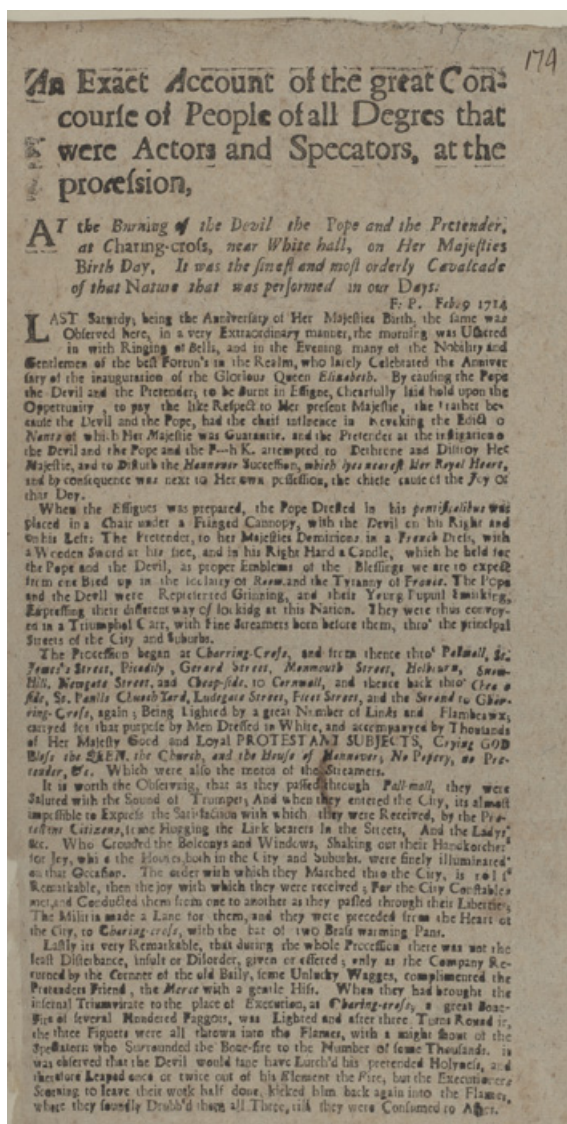 174
An Exact Account of the great Con-
course of People of all Degres that
were Actors and Specators, at the
procession,
AT the Burning of the Devil the Pope and the Pretender,
at Charing-cross, near White hall, on Her Majesties
Birth Day, It was the finest and most orderly Cavalcade
of that Nature that was performed in our Days:
F. P. Feb. 9 1714
LAST Saturdy; being the Anniversary of Her Majesties Birth, the same was
Observed here, in a very Extraordinary manner, the morning was Ushered
in with Ringing of Bells, and in the Evening many of the Nobility and
Gentlemen of the best Fortun's in the Realm, who lately Celebrated the Anniver
sary of the inauguration of the Glorious Queen Elisabeth. By causing the Pope
the Devil and the Pretender, to be Burnt in Effigne, Chearfully laid hold upon the
Oppertunity, to pay the like Respect to Her present Majestie, the rather be-
cause the Devil and the Pope, had the cheif influence in Revoking the Edict o
Nants of which Her Majestie was Guarantie. and the Pretender at the instigation
the Devil and the Pope and the F---h K. attempted to Dethrone and Distroy Her
Majestie, and to Disturb the Hannover Succession, which lyes nearest Her Royal Heart,
and by consequence was next to Her own possession, the chiefe cause of the Joy of
that Day.
When the Effigues was prepared, the Pope Dressed in his pontificalibus was
placed in a Chair under a Fringed Cannopy, with the Devil on his Right and
on his Left: The Pretender, to her Majesties Demitions in a French Dress, with
a Wooden Sword at his side, and in his Right Hard a Candle, which he held for
the Pope and the Devil, as proper Emblems of the Blessings we are to expect
from one Bred up in the Idolatry of Room and the Tyranny of France. The Pope
and the Devil were Represented Grinning, and their Young Pupuil Smiling,
Expressing their different way of lookidg at this Nation. They were thus convoy-
ed in a Triumphal Carr, with Fine Screamers born before them, thro' the principal
Streets of the City and Suburbs.
The Procession began at Charring-Cross, and from thence thro' Palmall, St.
James's Street, Picadily, Gerard Street, Monmouth Street, Holburn, Snow-
Hill, Newgate Street, and Cheap-side, to Cornwall, and thence back thro' Chea
side, St. Paulls Church Yard, Ludegate Street, Fleet Street, and the Strand to Char-
ring-Cross, again; Being Lighted by a great Number of Links and Flambeaux;
carryed for that purpose by Men Dressed in White, and accompanyed by Thoutands
of Her Majesty Good and Loyal PROTESTANT SUBJECTS, Crying GOD
Bless the QUEEN, the Church, and the House of Hannover; No Popery, no Pre-
tender, &c. Which were also the motos of the Streamers.
It is worth the Observeig, that as they passed through Pall-mall, they were
Saluted with the Sound of Trumpet; And when they entered the City, its almost
impossible to Express the Satisfaction with which they were Received, by the Pro-
testant Citizens, some Hugging the Link bearers In the Streets, And the Ladys
&c. Who Crouded the Belconys and Windows, Shaking out their Handkorcher
for Joy, while the Houses, both in the City and Suburbs. were finely illuminated
on that Occasion. The order with which they Marched thro the City, is no less
Remarkable, then the joy with which they were received; For the City Constables
met, and Conducted them from one to another as they passed through their Liberties;
The Militia made a Lane for them, and they were preceded from the Heart of
the City, to Charing-cross, with the bat of two Brass warming Pans.
Lastly its very Remarkable, that during the whole Procession there was not the
least Disterbance, insult or Disorder, given or offered; only as the Company Re-
turned by the Cornner of the old Baily, some Unlucky Wagges, complimented the
Pretenders Friend, the Merce with a gentle Hiss. When they had brought the
infernal Triumvirate to the place of Execution, at Charing-cross, a great Bone-
Fire of several Hondered Faggots, was Lighted and after three Turns Round it,
the three Figuers were all thrown into the Flames, with a might shout of the
Spectatern who Surrounded the Bone-fire to the Number of some Thousands. it
was observed that the Devil would fane have Lurch'd his pretended Holyness, and
therefore Leaped once or twice out of his Element the Fire, but the Executioners
Scorning to leave their work half done, kicked him back again into the Flames,
where they soundly Drubb'd them all Three, till they were Consumed to Ashes.